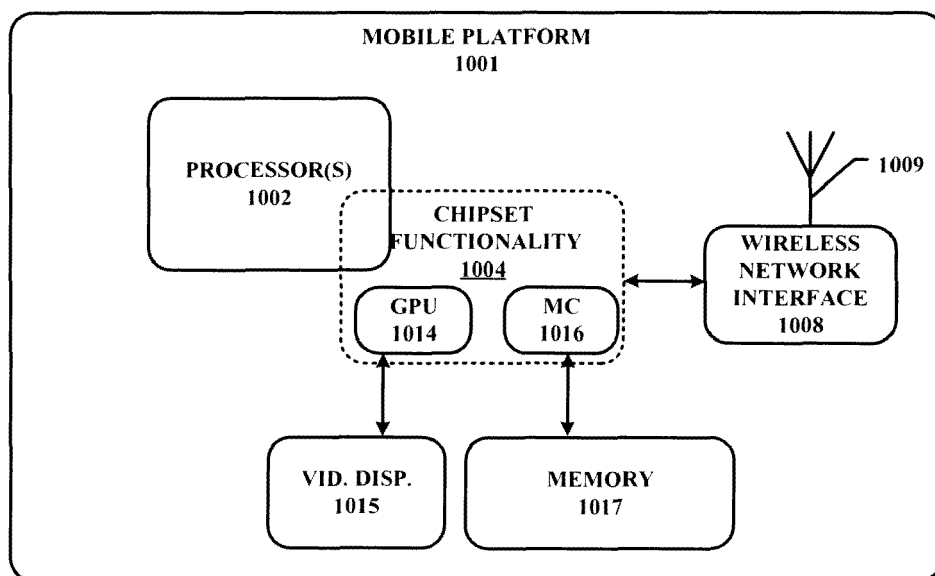 MOBILE PLATFORM
1001
PROCESSOR(S)
1002
CHIPSET
FUNCTIONALITY
1004
GPU
1014
MC
1016
1009
WIRELESS
NETWORK
INTERFACE
1008
VID. DISP.
1015
MEMORY
1017